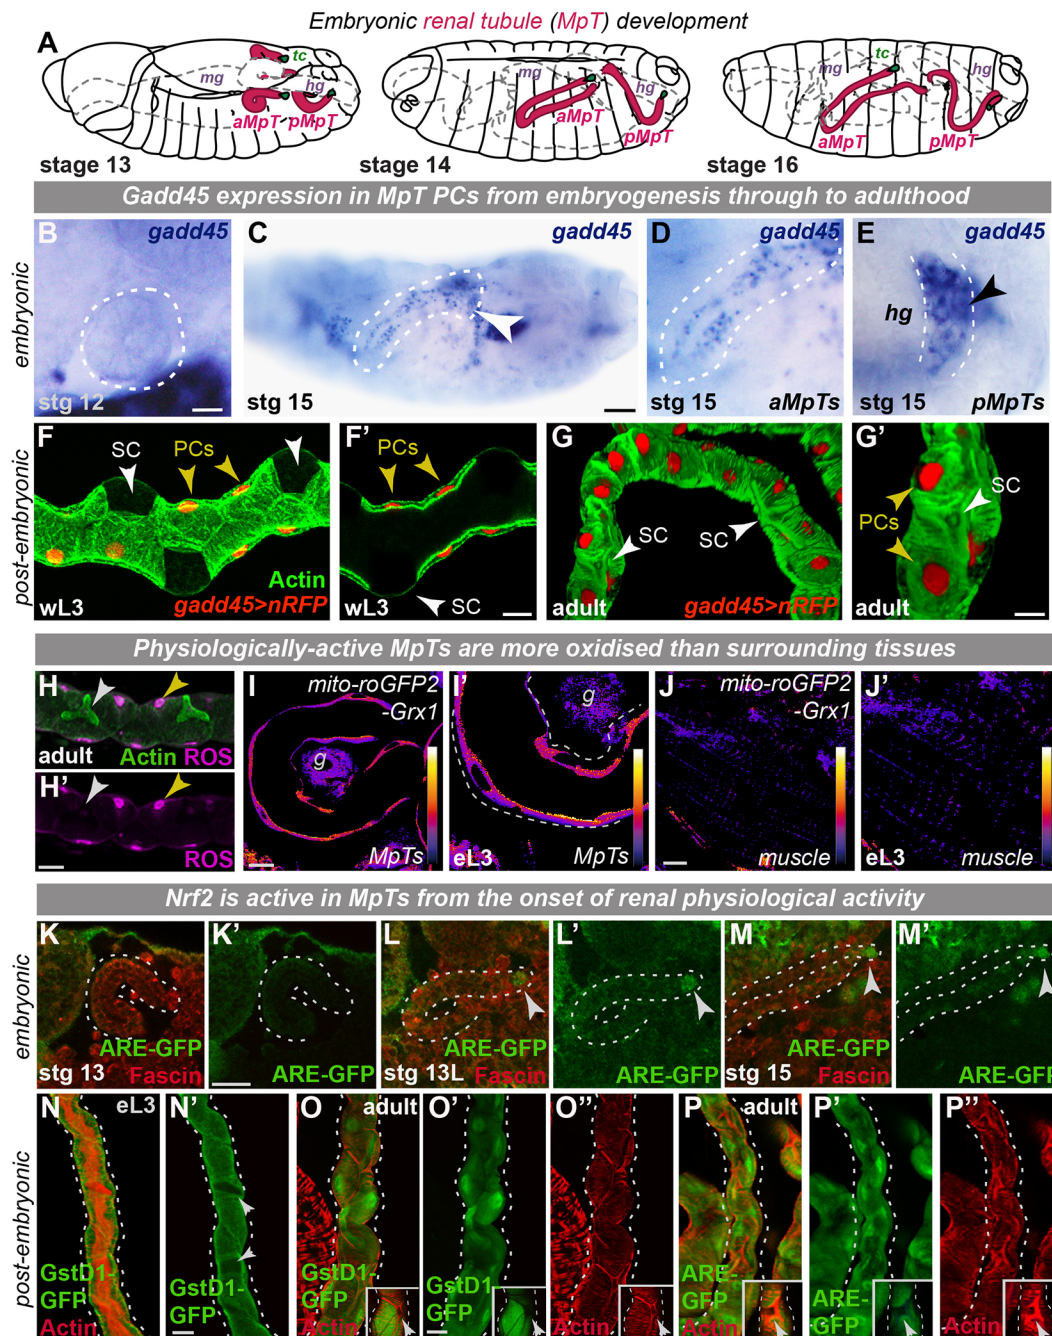 Embryonic renal tubule (MpT) development
A
tc
mg
hg
aMpT pMpT
stage 13
mg
hg
aMpT
pMpT
stage 14
tc
mg
hg
aMpT
pMpT
stage 16
Gadd45 expression in MpT PCs from embryogenesis through to adulthood
embryonic
B
gadd45
stg 12
C
gadd45
stg 15
D
gadd45
stg 15
aMpTs
E
gadd45
hg
stg 15
pMpTs
post-embryonic
F
SC
PCs
Actin
wL3
gadd45>nRFP
F'
PCs
wL3
SC
G
SC
SC
adult
gadd45>nRFP
G'
SC
PCs
adult
Physiologically-active MpTs are more oxidised than surrounding tissues
H
adult
Actin
ROS
H'
ROS
I
mito-roGFP2
-Grx1
g
MpTs
I'
g
eL3
MpTs
J
mito-roGFP2
-Grx1
muscle
J'
eL3
muscle
Nrf2 is active in MpTs from the onset of renal physiological activity
embryonic
K
ARE-GFP
stg 13
Fascin
K'
ARE-GFP
L
ARE-GFP
stg 13L
Fascin
L'
ARE-GFP
M
ARE-GFP
stg 15
Fascin
M'
ARE-GFP
post-embryonic
N
eL3
GstD1-
GFP
Actin
N'
GstD1-
GFP
O
adult
GstD1-
GFP
Actin
O'
GstD1-
GFP
O''
Actin
P
adult
ARE-
GFP
Actin
P'
ARE-
GFP
P''
Actin